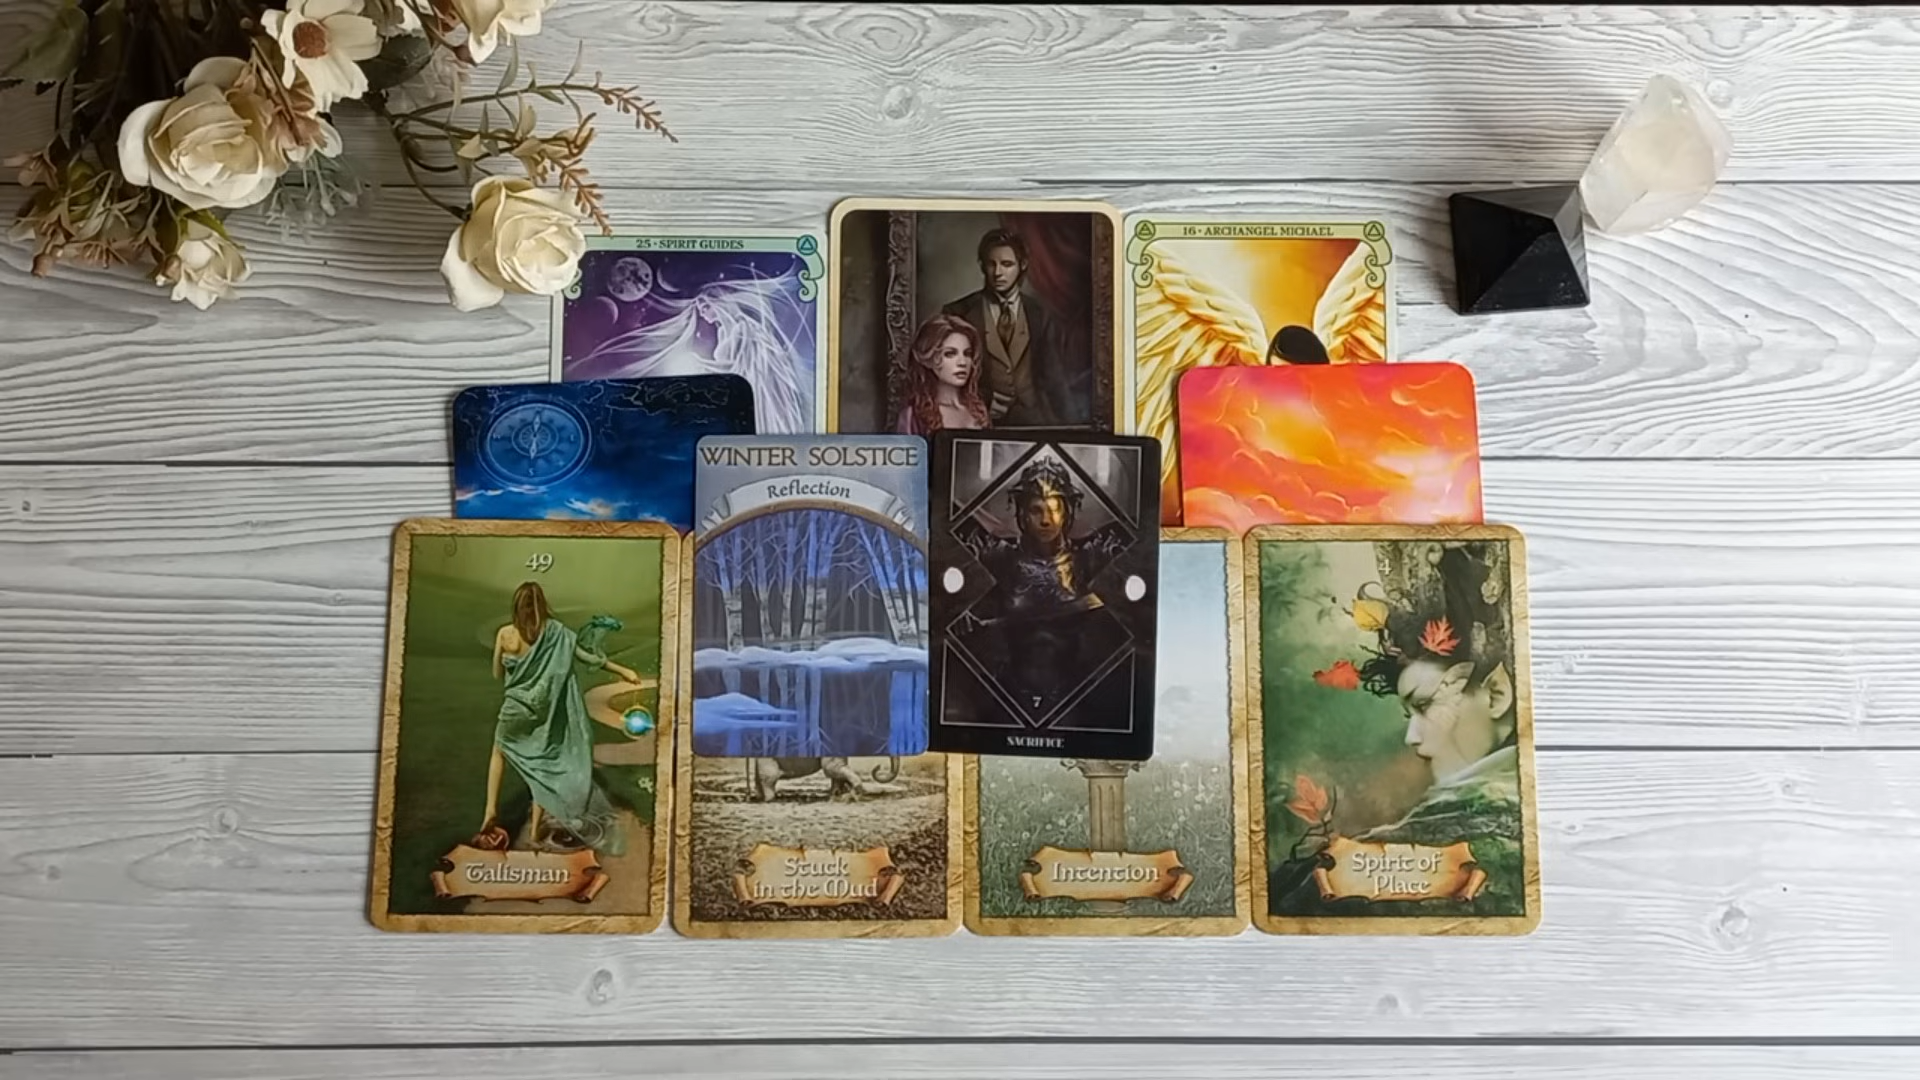 25 · SPIRIT GUIDES
16 · ARCHANGEL MICHAEL
WINTER SOLSTICE
Reflection
49
4
7
SACRIFICE
Talisman
Stuck
in the Mud
Intention
Spirit of
Place